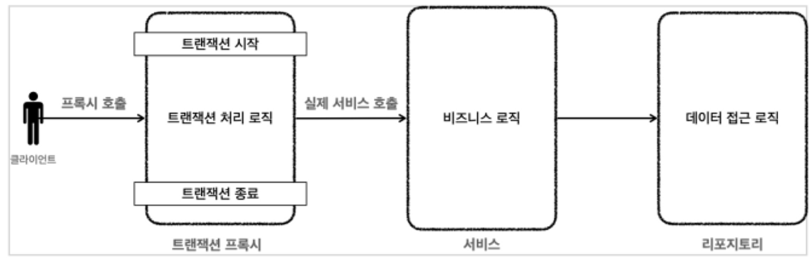 트랜잭션 시작
프록시 호출
실제 서비스 호출
트랜잭션 처리 로직
비즈니스 로직
데이터 접근 로직
클라이언트
트랜잭션 종료
트랜잭션 프록시
서비스
리포지토리